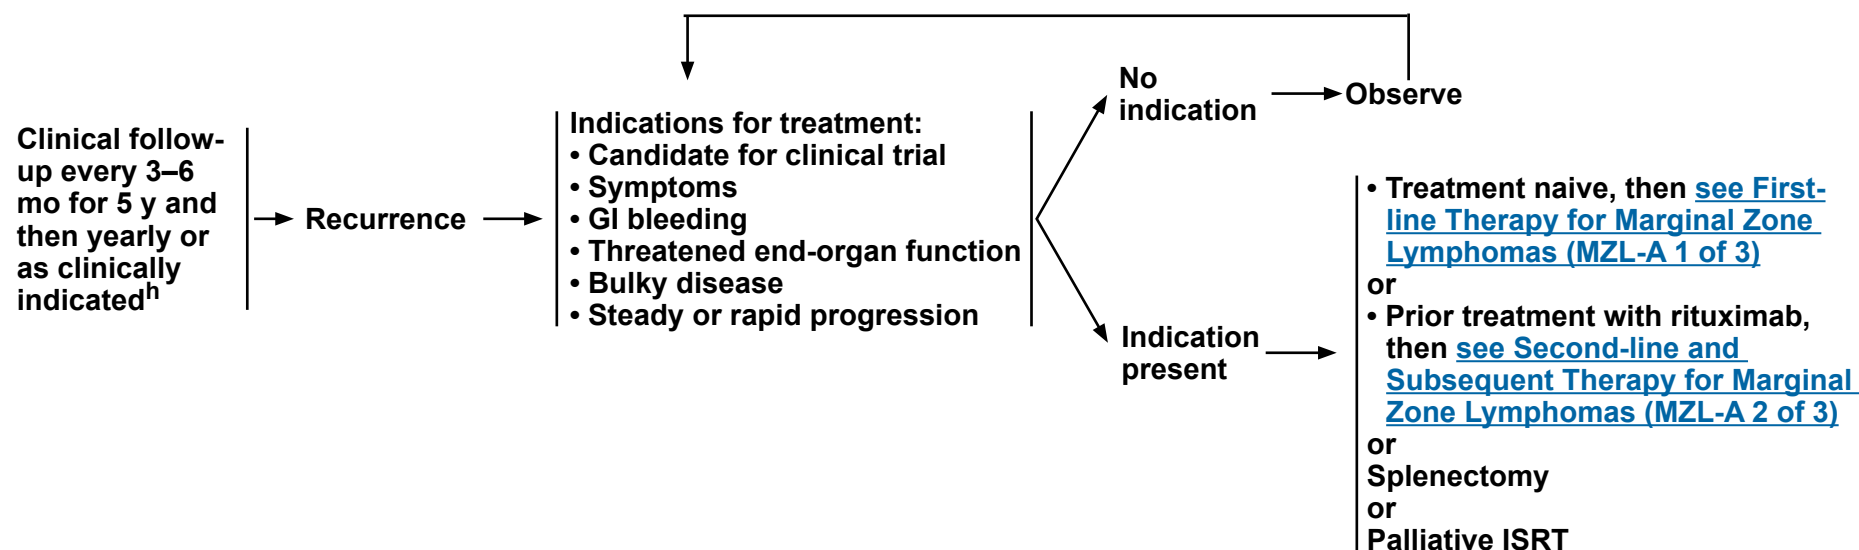 Clinical follow-
up every 3–6
mo for 5 y and
then yearly or
as clinically
indicatedh
Recurrence
Indications for treatment:
• Candidate for clinical trial
• Symptoms
• GI bleeding
• Threatened end-organ function
• Bulky disease
• Steady or rapid progression
No
indication
Observe
Indication
present
• Treatment naive, then see First-
line Therapy for Marginal Zone
Lymphomas (MZL-A 1 of 3)
or
• Prior treatment with rituximab,
then see Second-line and
Subsequent Therapy for Marginal
Zone Lymphomas (MZL-A 2 of 3)
or
Splenectomy
or
Palliative ISRT